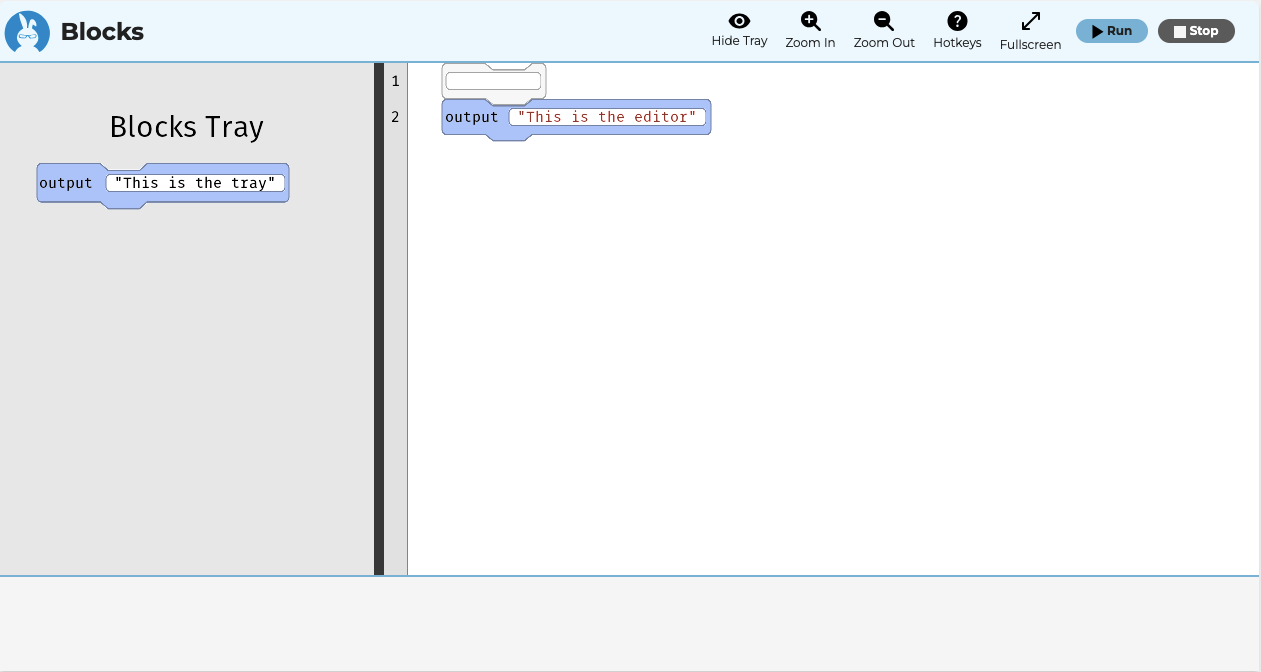 Blocks
Hide Tray
Zoom In
Zoom Out
Hotkeys
Fullscreen
Run
Stop
Blocks Tray
output "This is the tray"
1
2 output "This is the editor"